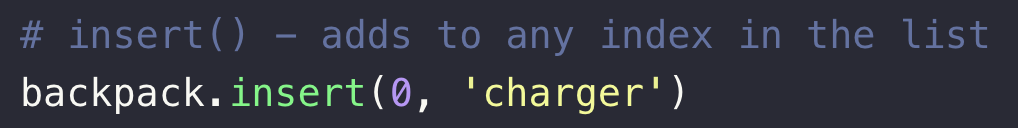 # insert() – adds to any index in the list
backpack.insert(0, 'charger')